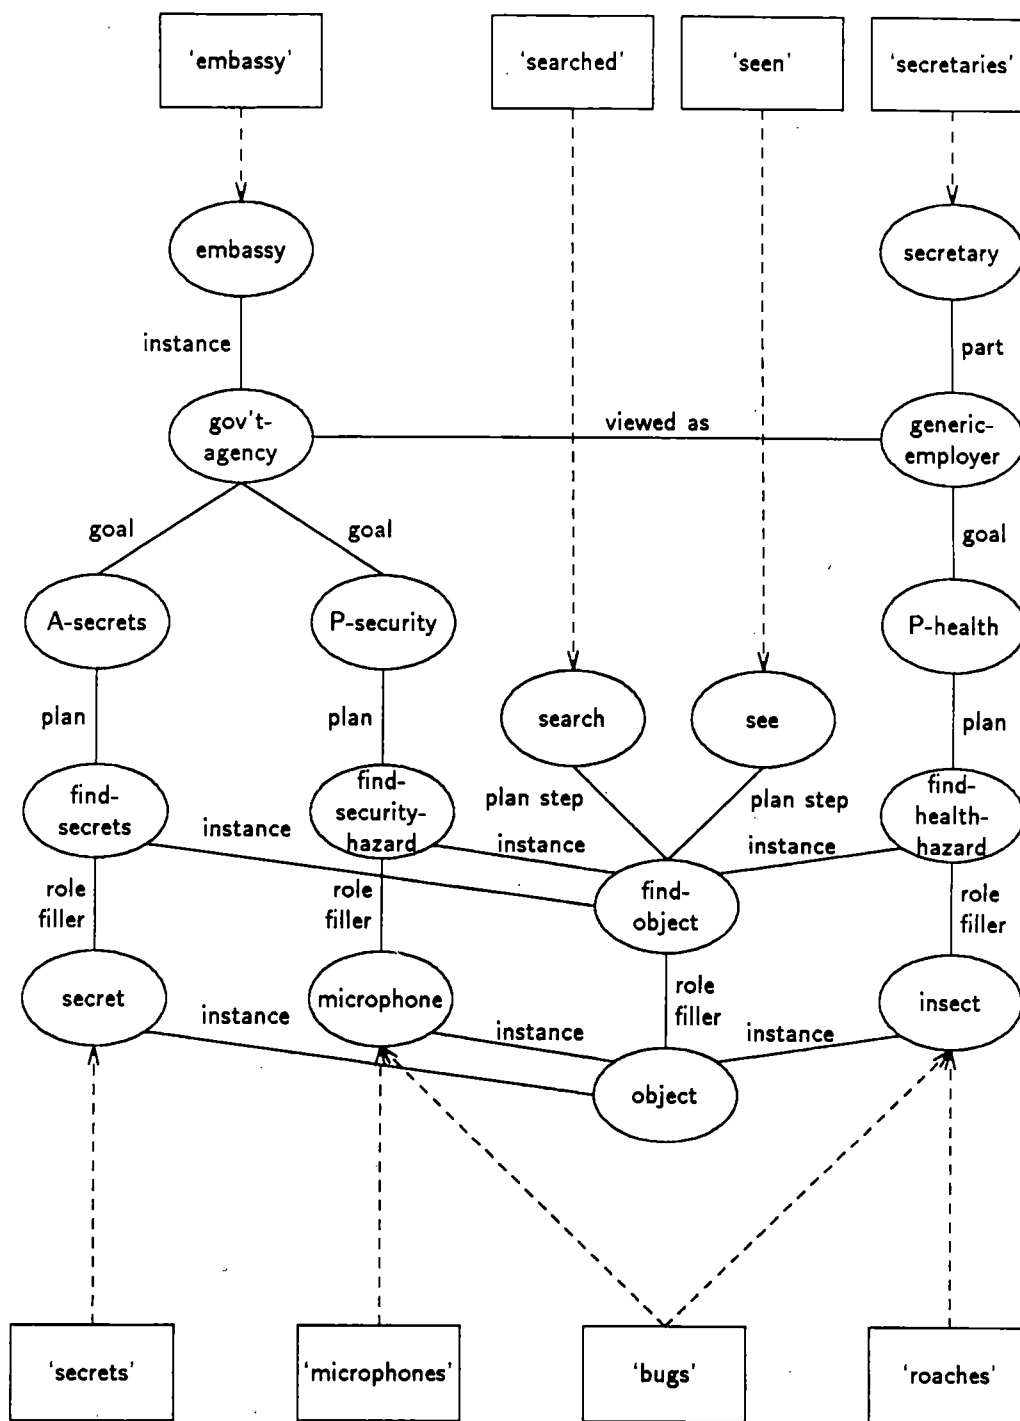 'embassy'
'searched'
'seen'
'secretaries'
embassy
secretary
instance
part
gov't-
agency
viewed as
generic-
employer
goal
goal
goal
A-secrets
P-security
P-health
search
see
plan
plan
plan
find-
secrets
find-
security-
hazard
plan step
plan step
find-
health-
hazard
instance
instance
instance
find-
object
role
filler
role
filler
role
filler
secret
microphone
role
filler
insect
instance
instance
instance
object
'secrets'
'microphones'
'bugs'
'roaches'